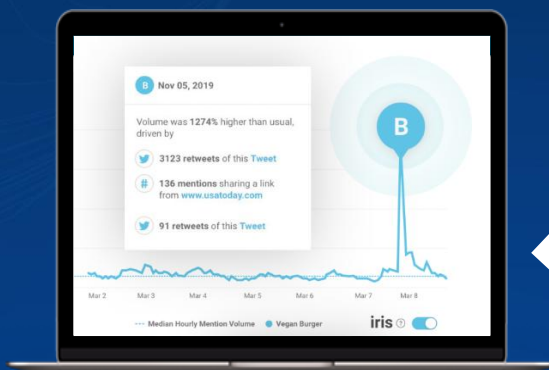 B Nov 05, 2019
Volume was 1274% higher than usual,
driven by
3123 retweets of this Tweet
# 136 mentions sharing a link
from www.usatoday.com
91 retweets of this Tweet
B
Mar 2 Mar 3 Mar 4 Mar 5 Mar 6 Mar 7 Mar 8
Median Hourly Mention Volume Vegan Burger iris ?